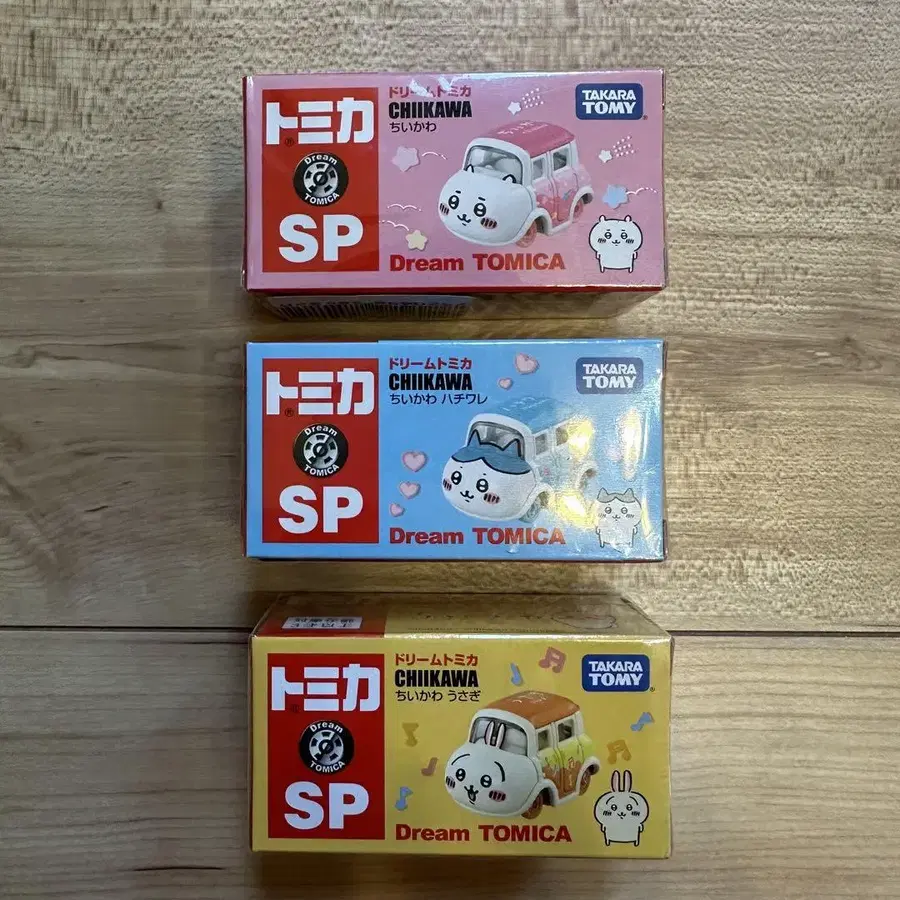 トミカ
Dream
TOMICA
SP
ドリームトミカ
CHIIKAWA
ちいかわ
TAKARA
TOMY
Dream TOMICA
トミカ
Dream
TOMICA
SP
ドリームトミカ
CHIIKAWA
ちいかわ ハチワレ
TAKARA
TOMY
Dream TOMICA
トミカ
Dream
TOMICA
SP
ドリームトミカ
CHIIKAWA
ちいかわ うさぎ
TAKARA
TOMY
Dream TOMICA